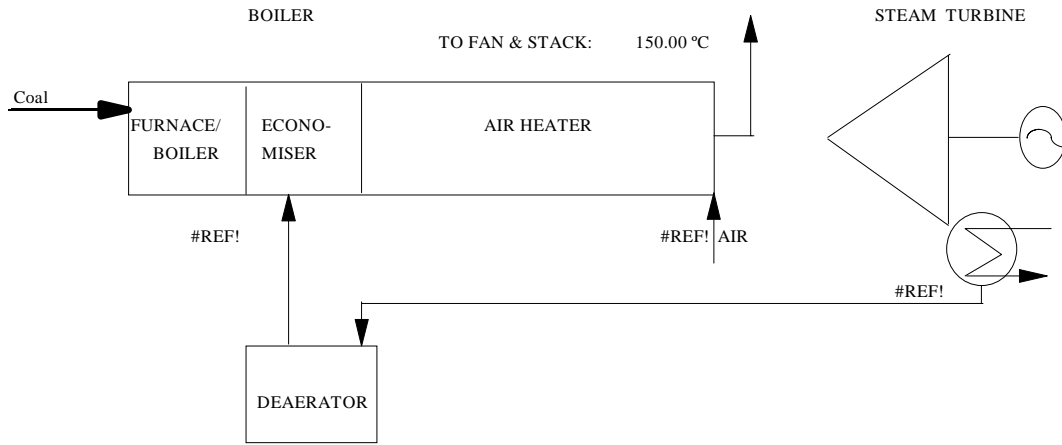 BOILER
STEAM TURBINE
TO FAN & STACK: 150.00 ºC
Coal
FURNACE/
BOILER
ECONO-
MISER
AIR HEATER
#REF!
#REF! AIR
#REF!
DEAERATOR